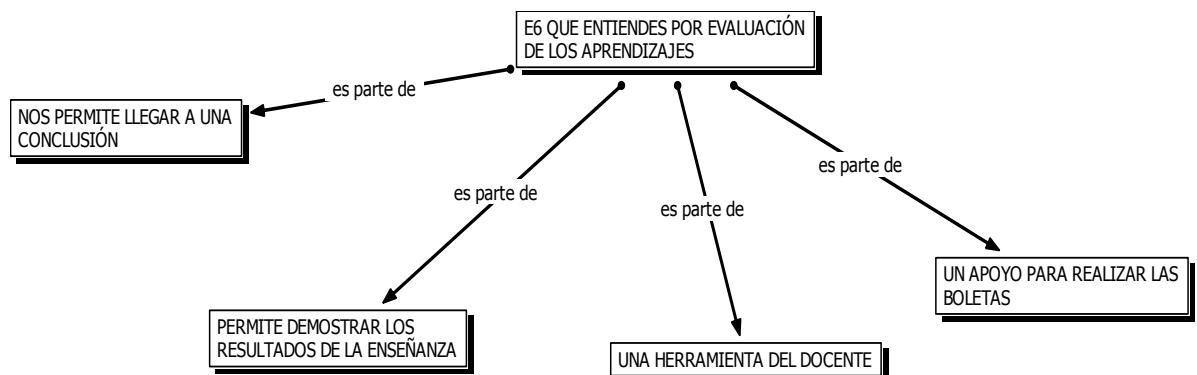 E6 QUE ENTIENDES POR EVALUACIÓN
DE LOS APRENDIZAJES
es parte de
NOS PERMITE LLEGAR A UNA
CONCLUSIÓN
es parte de
es parte de
es parte de
UN APOYO PARA REALIZAR LAS
BOLETAS
PERMITE DEMOSTRAR LOS
RESULTADOS DE LA ENSEÑANZA
UNA HERRAMIENTA DEL DOCENTE